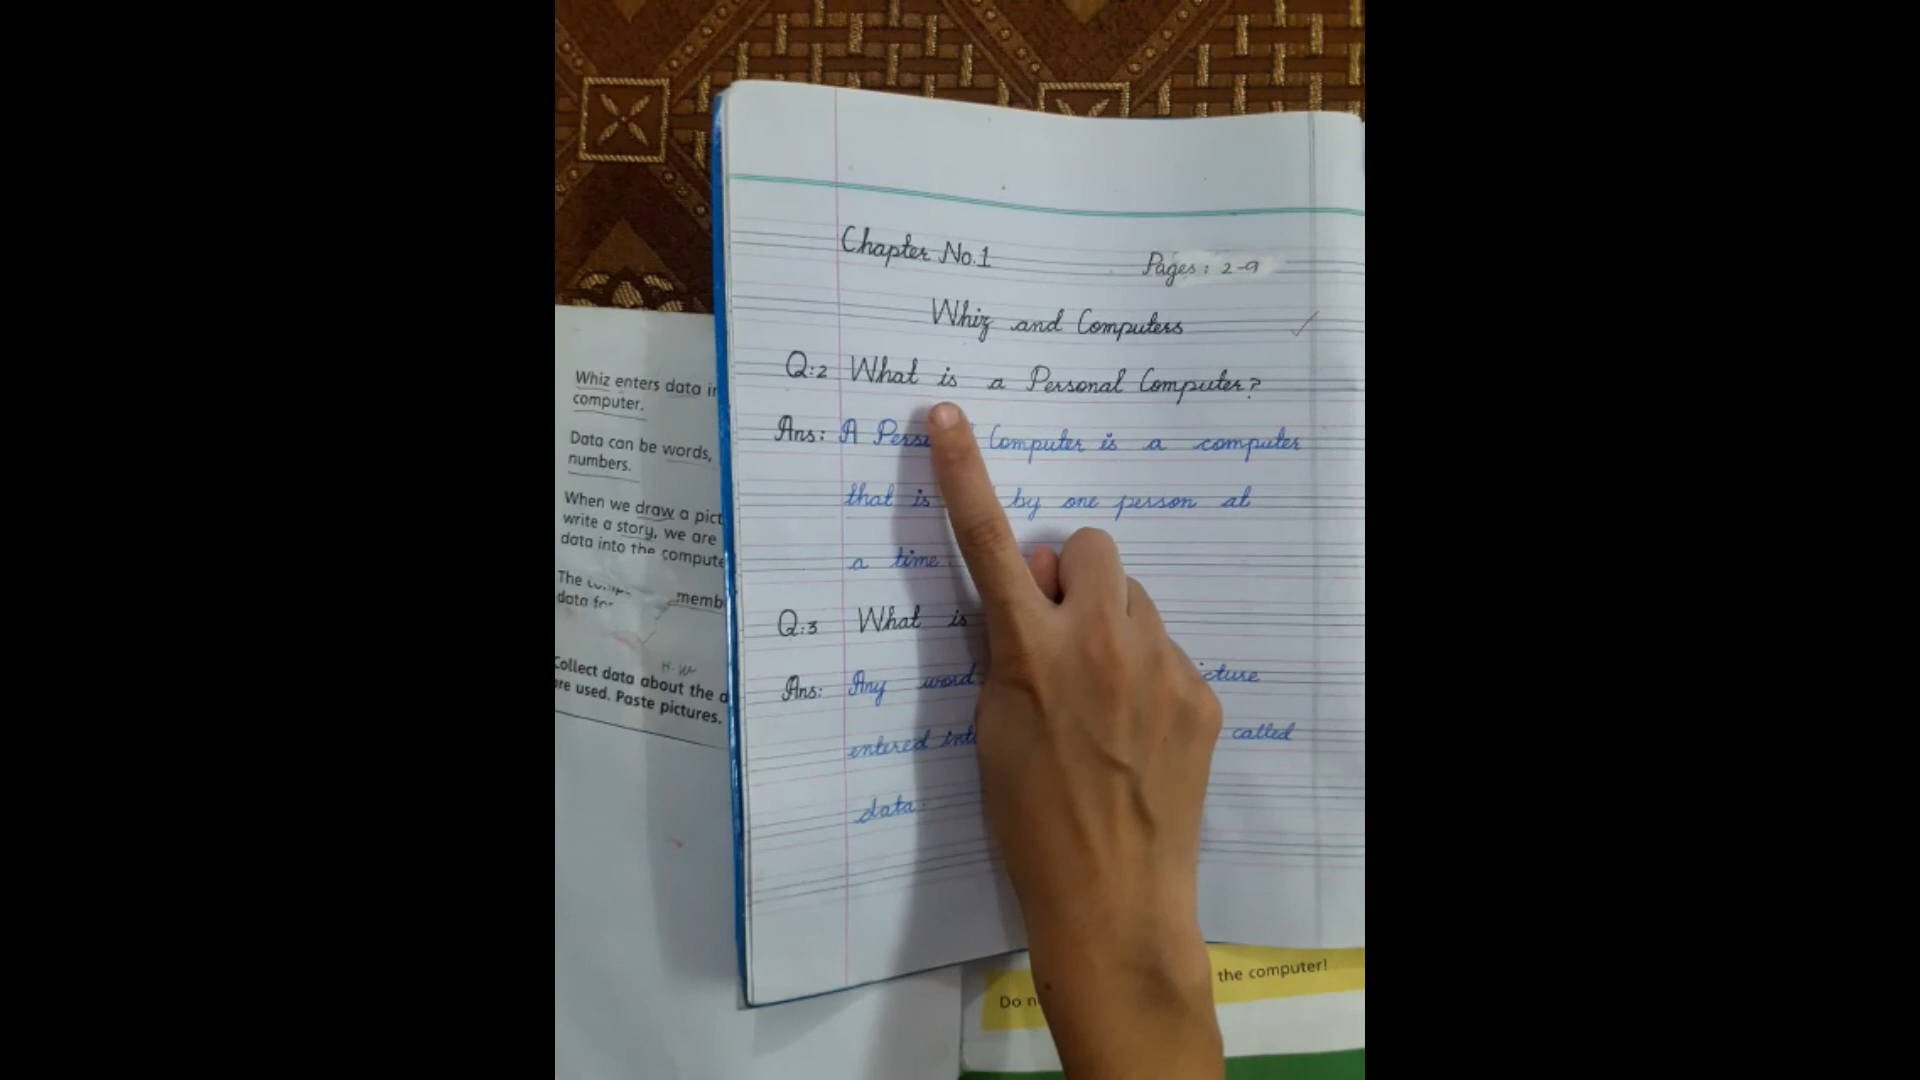 Chapter No.1
Pages: 2-9
Whiz and Computers
Q:2 What is a Personal Computer?
Ans: A Computer is a computer
that is by one person at
a time.
Q:3 What is
Ans: Any word
entered called
data.
Whiz enters data
computer.
Data can be words,
numbers.
When we draw a
write a story, we are
data into the
The
data
data about the
used. Paste pictures.
the computer!
Do